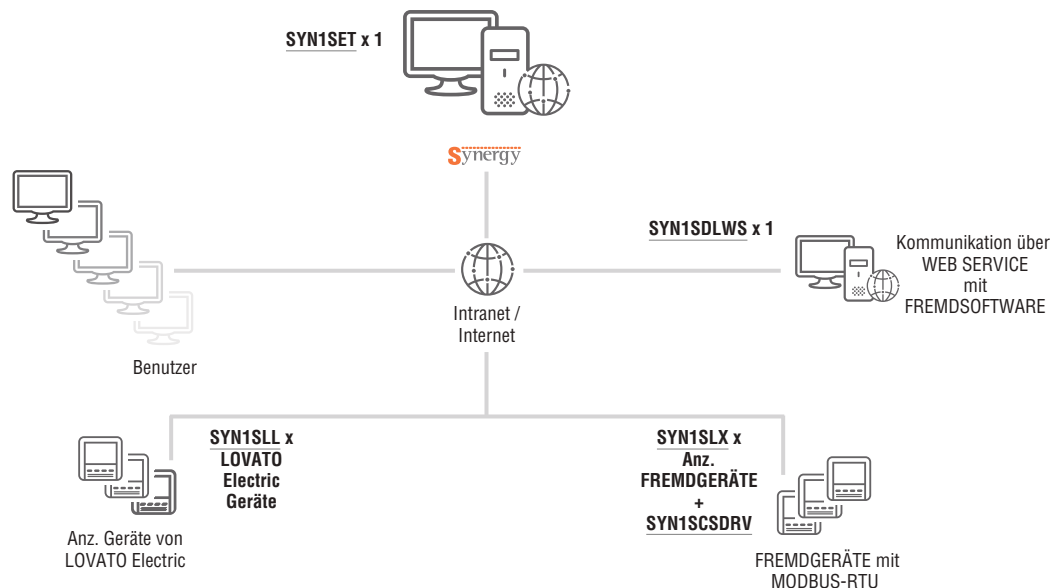 SYN1SET x 1
Synergy
SYN1SDLWS x 1
Kommunikation über
WEB SERVICE
mit
FREMDSOFTWARE
Intranet /
Internet
Benutzer
SYN1SLL x
LOVATO
Electric
Geräte
SYN1SLX x
Anz.
FREMDGERÄTE
+
SYN1SCSDRV
Anz. Geräte von
LOVATO Electric
FREMDGERÄTE mit
MODBUS-RTU